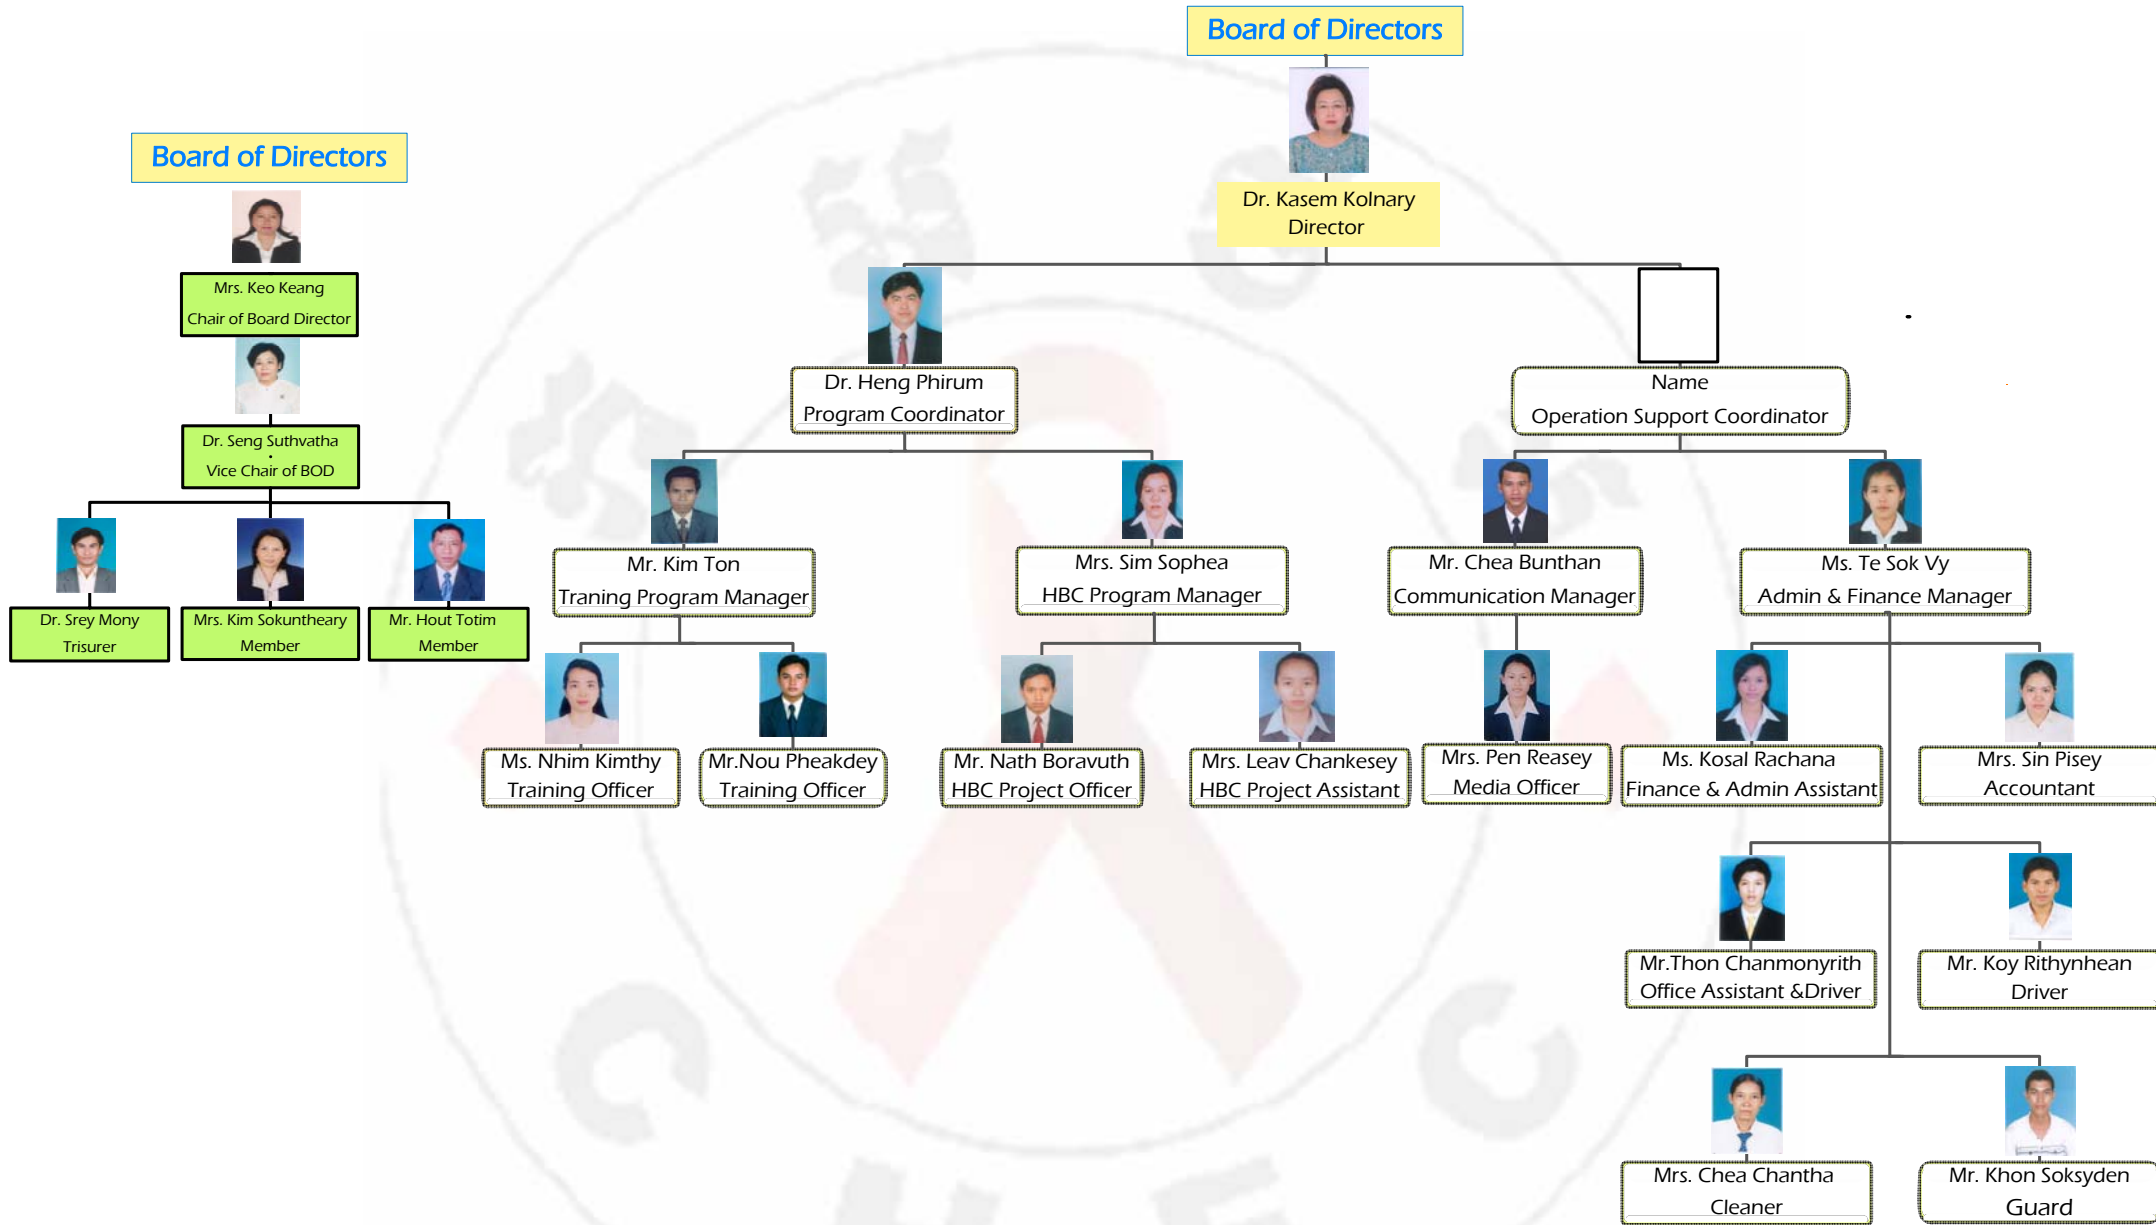 Board of Directors
Dr. Kasem Kolnary
Director
Board of Directors
Mrs. Keo Keang
Chair of Board Director
Dr. Seng Suthvatha
Vice Chair of BOD
Dr. Srey Mony
Trisurer
Mrs. Kim Sokuntheary
Member
Mr. Hout Totim
Member
Dr. Heng Phirum
Program Coordinator
Name
Operation Support Coordinator
Mr. Kim Ton
Traning Program Manager
Mrs. Sim Sophea
HBC Program Manager
Mr. Chea Bunthan
Communication Manager
Ms. Te Sok Vy
Admin & Finance Manager
Ms. Nhim Kimthy
Training Officer
Mr.Nou Pheakdey
Training Officer
Mr. Nath Boravuth
HBC Project Officer
Mrs. Leav Chankesey
HBC Project Assistant
Mrs. Pen Reasey
Media Officer
Ms. Kosal Rachana
Finance & Admin Assistant
Mrs. Sin Pisey
Accountant
Mr.Thon Chanmonyrith
Office Assistant &Driver
Mr. Koy Rithynhean
Driver
Mrs. Chea Chantha
Cleaner
Mr. Khon Soksyden
Guard